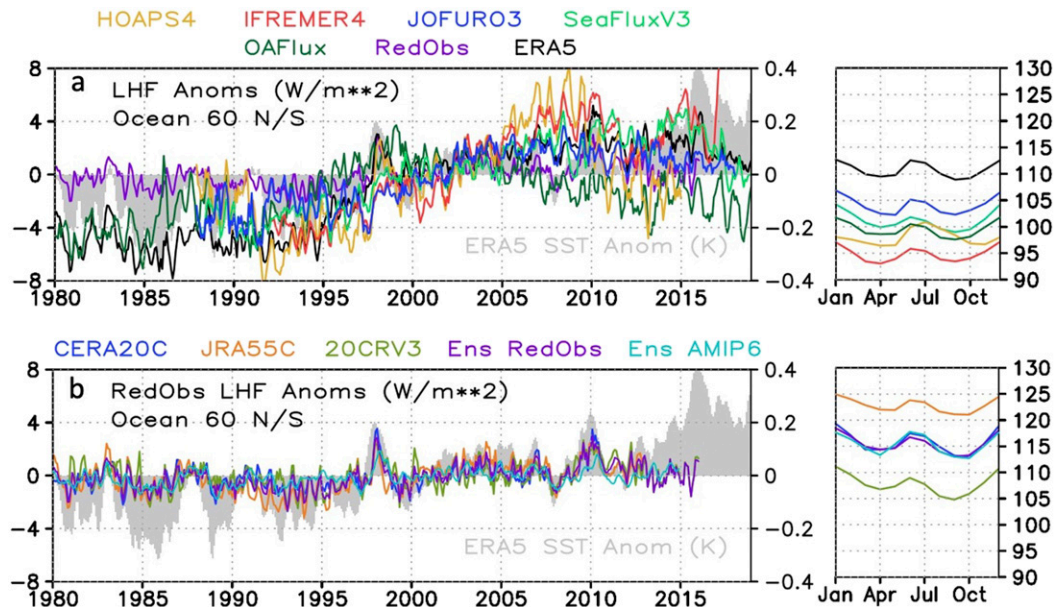 HOAPS4 IFREMER4 JOFURO3 SeaFluxV3
OAFlux RedObs ERA5
a LHF Anoms (W/m**2)
Ocean 60 N/S
ERA5 SST Anom (K)
8
4
0
-4
-8
0.4
0.2
0
-0.2
-0.4
1980 1985 1990 1995 2000 2005 2010 2015
130
125
120
115
110
105
100
95
90
Jan Apr Jul Oct
CERA20C JRA55C 20CRV3 Ens RedObs Ens AMIP6
b RedObs LHF Anoms (W/m**2)
Ocean 60 N/S
ERA5 SST Anom (K)
8
4
0
-4
-8
0.4
0.2
0
-0.2
-0.4
1980 1985 1990 1995 2000 2005 2010 2015
130
125
120
115
110
105
100
95
90
Jan Apr Jul Oct